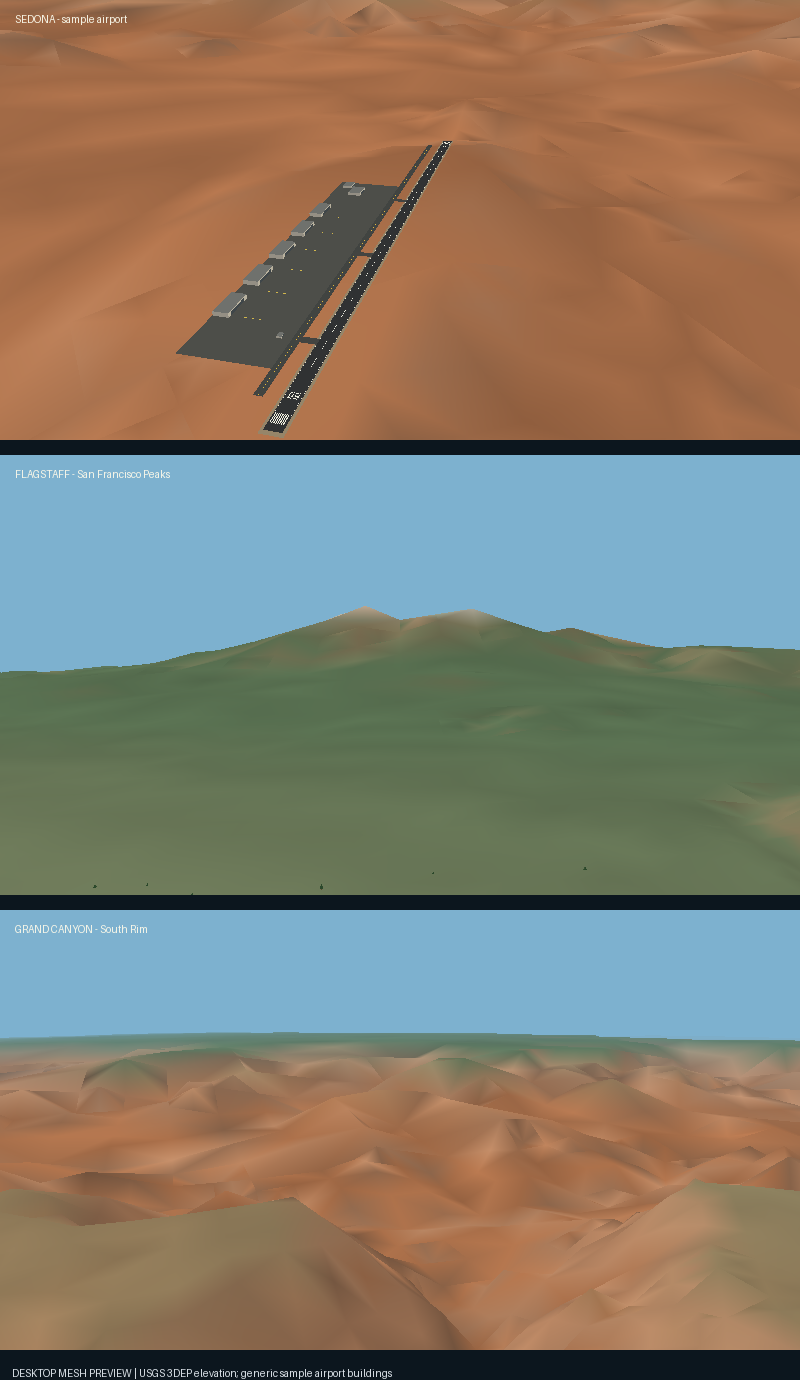 SEDONA - sample airport
FLAGSTAFF - San Francisco Peaks
GRAND CANYON - South Rim
DESKTOP MESH PREVIEW | USGS 3DEP elevation; generic sample airport buildings